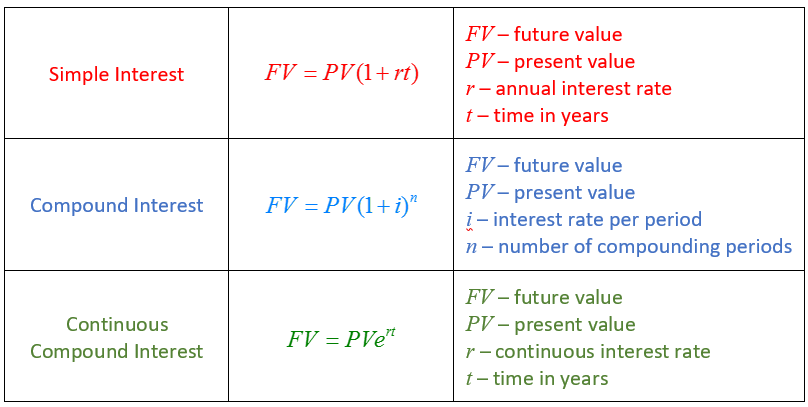 Simple Interest
FV = PV(1 + rt)
FV – future value
PV – present value
r – annual interest rate
t – time in years
Compound Interest
FV = PV(1 + i)ⁿ
FV – future value
PV – present value
i – interest rate per period
n – number of compounding periods
Continuous
Compound Interest
FV = PVeʳᵗ
FV – future value
PV – present value
r – continuous interest rate
t – time in years